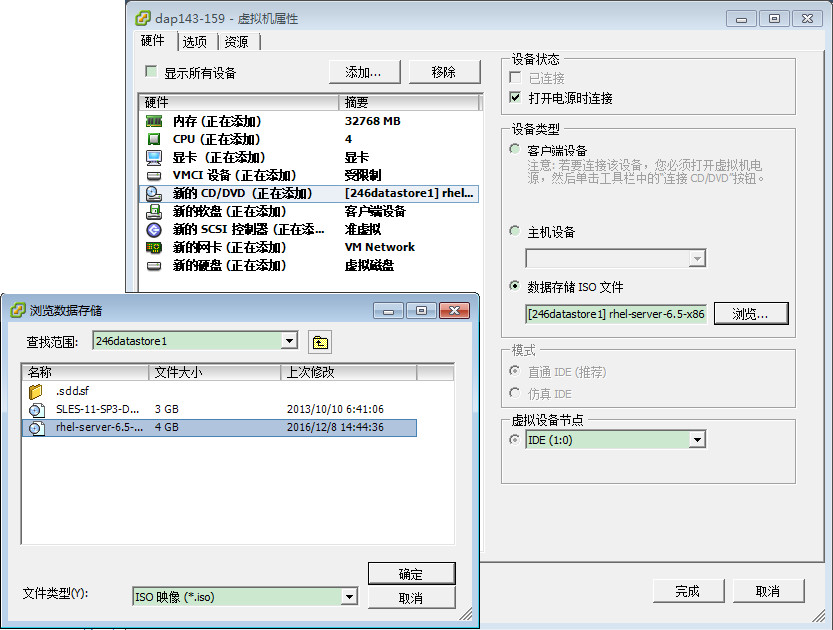 dap143-159 - 虚拟机属性
硬件 选项 资源
显示所有设备
添加... 移除
硬件 摘要
内存 (正在添加) 32768 MB
CPU (正在添加) 4
显卡 (正在添加) 显卡
VMCI 设备 (正在添加) 受限制
新的 CD/DVD (正在添加) [246datastore1] rhel...
新的软盘 (正在添加) 客户端设备
新的 SCSI 控制器 (正在添... 准虚拟
新的网卡 (正在添加) VM Network
新的硬盘 (正在添加) 虚拟磁盘
设备状态
已连接
打开电源时连接
设备类型
客户端设备
注意: 若要连接该设备，您必须打开虚拟机电
源，然后单击工具栏中的"连接 CD/DVD"按钮。
主机设备
数据存储 ISO 文件
[246datastore1] rhel-server-6.5-x86 浏览...
模式
直通 IDE (推荐)
仿真 IDE
虚拟设备节点
IDE (1:0)
完成 取消
浏览数据存储
查找范围: 246datastore1
名称 文件大小 上次修改
.sdd.sf
SLES-11-SP3-D... 3 GB 2013/10/10 6:41:06
rhel-server-6.5-... 4 GB 2016/12/8 14:44:36
确定
文件类型(Y): ISO 映像 (*.iso) 取消